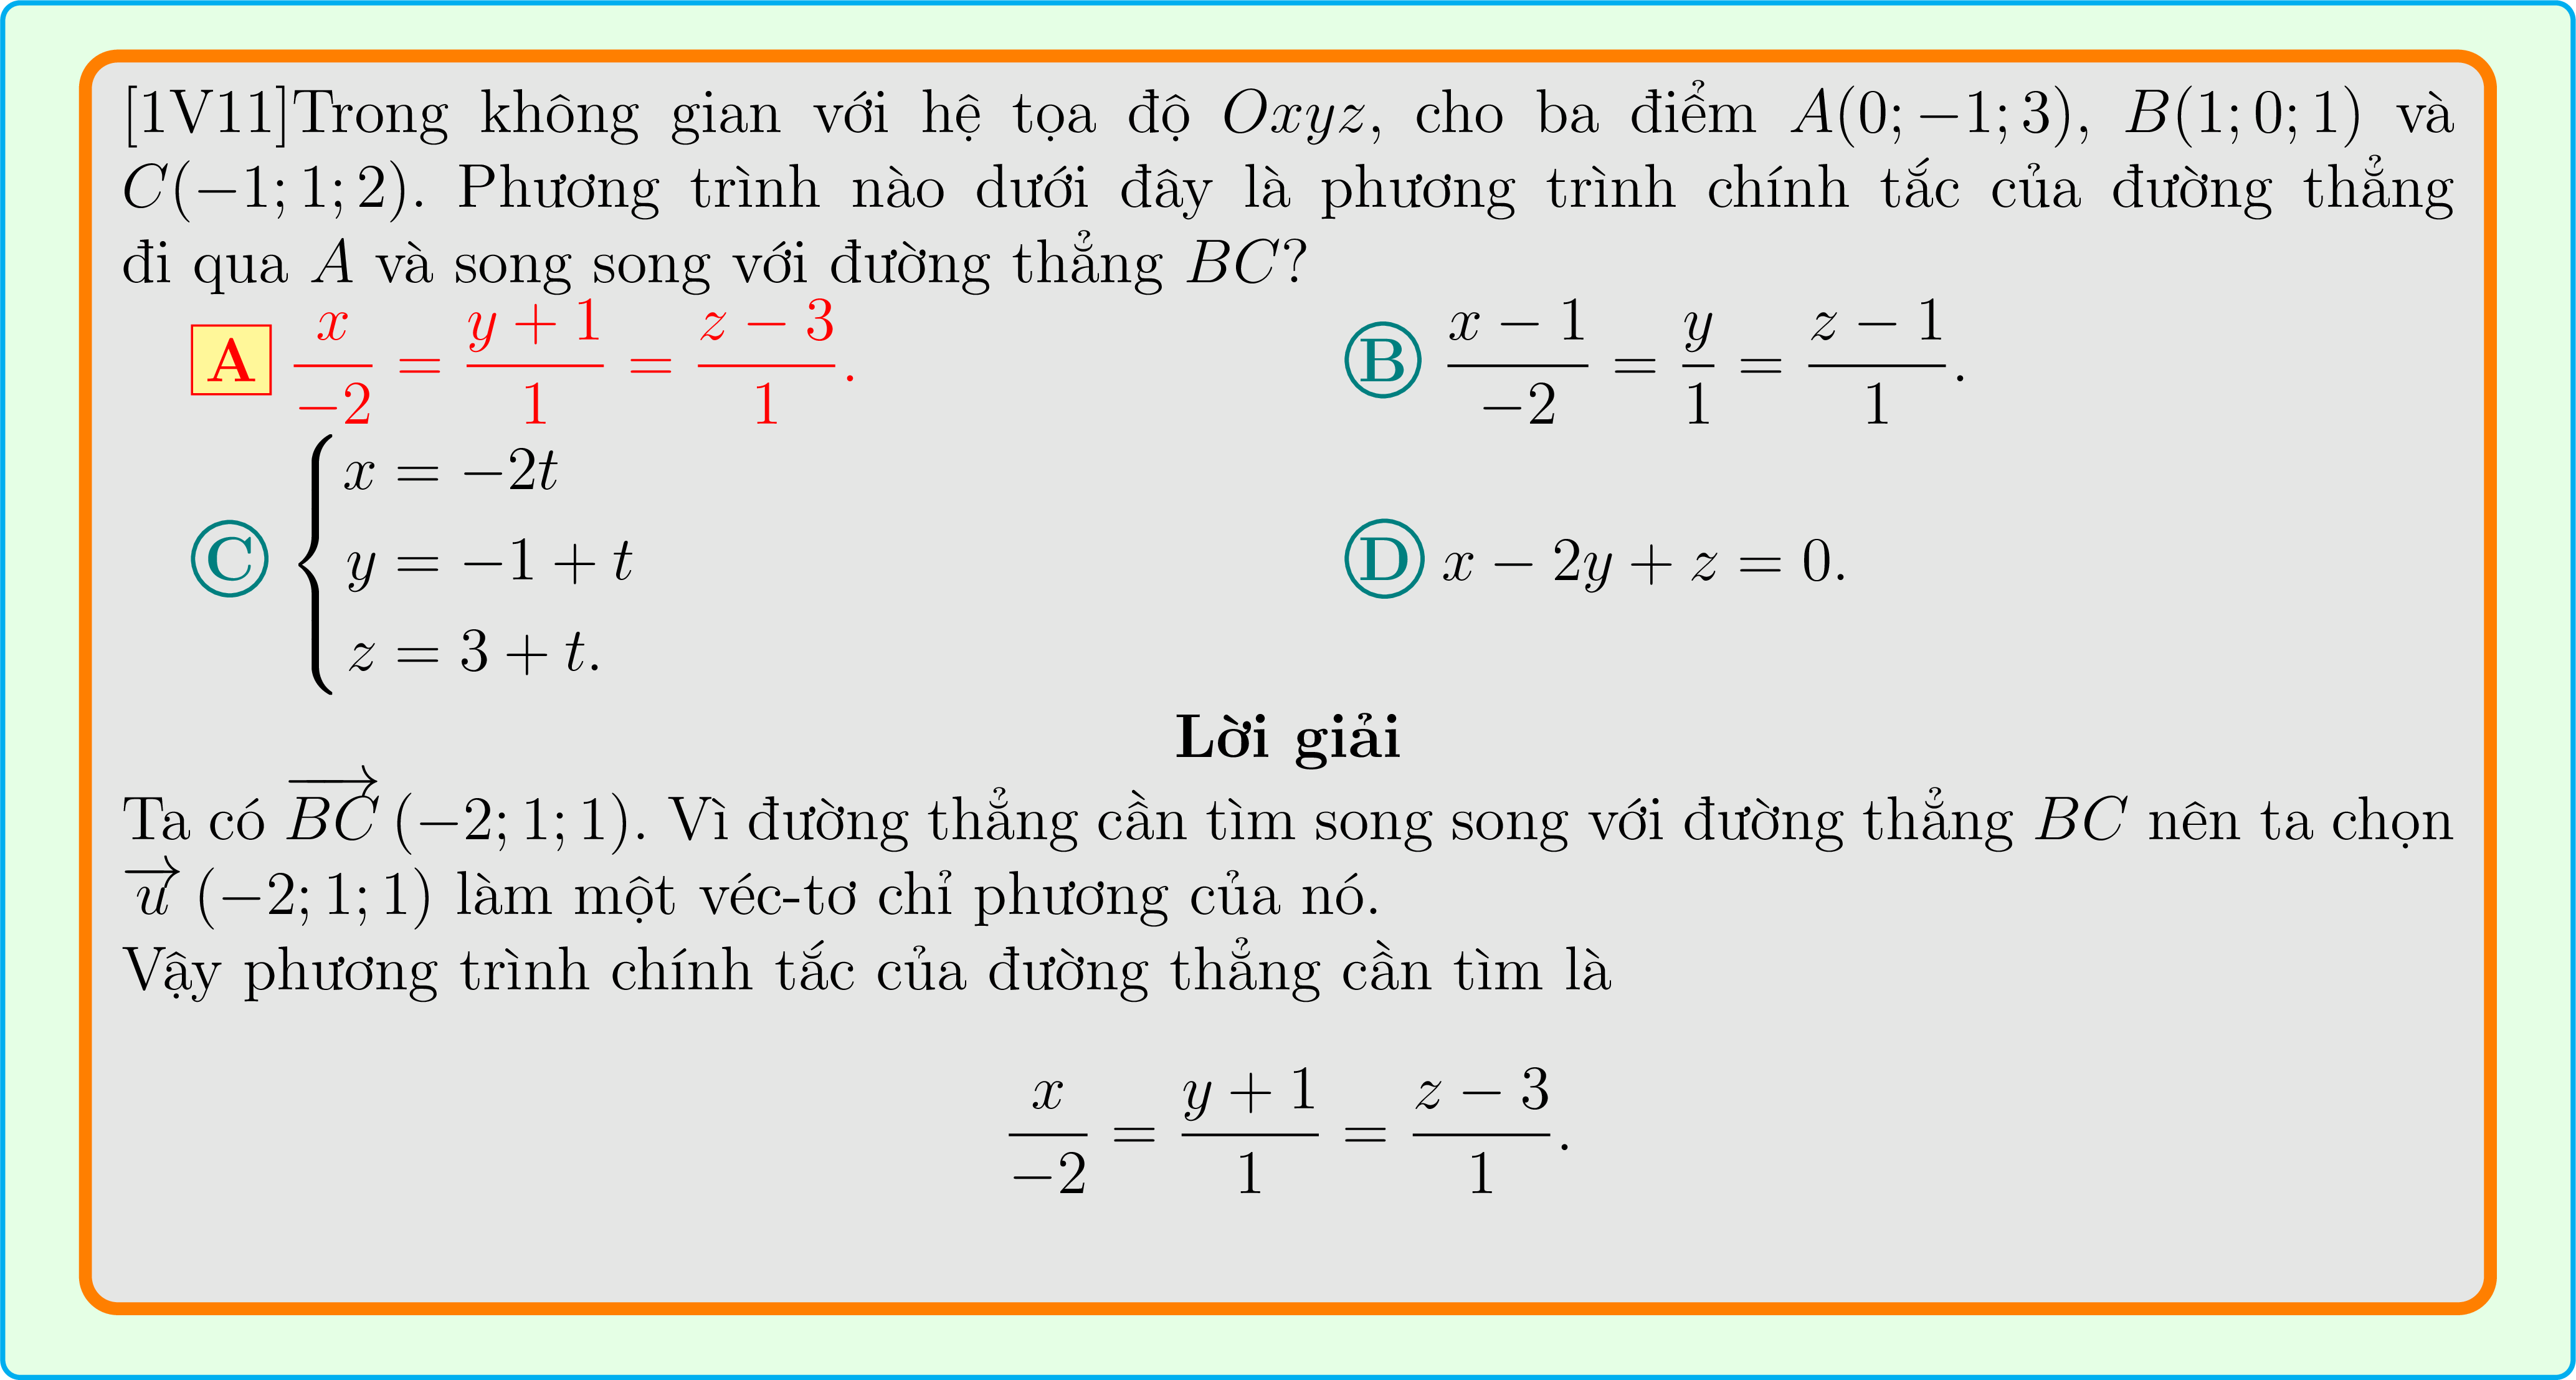 [1V11]Trong không gian với hệ tọa độ Oxyz, cho ba điểm A(0; −1; 3), B(1; 0; 1) và
C(−1; 1; 2). Phương trình nào dưới đây là phương trình chính tắc của đường thẳng
đi qua A và song song với đường thẳng BC?
A $\frac{x}{-2} = \frac{y+1}{1} = \frac{z-3}{1}$. B $\frac{x-1}{-2} = \frac{y}{1} = \frac{z-1}{1}$.
C $\begin{cases} x = -2t \\ y = -1 + t \\ z = 3 + t. \end{cases}$ D x − 2y + z = 0.
Lời giải
Ta có $\overrightarrow{BC}$ (−2; 1; 1). Vì đường thẳng cần tìm song song với đường thẳng BC nên ta chọn
$\overrightarrow{u}$ (−2; 1; 1) làm một véc-tơ chỉ phương của nó.
Vậy phương trình chính tắc của đường thẳng cần tìm là
$\frac{x}{-2} = \frac{y+1}{1} = \frac{z-3}{1}$.